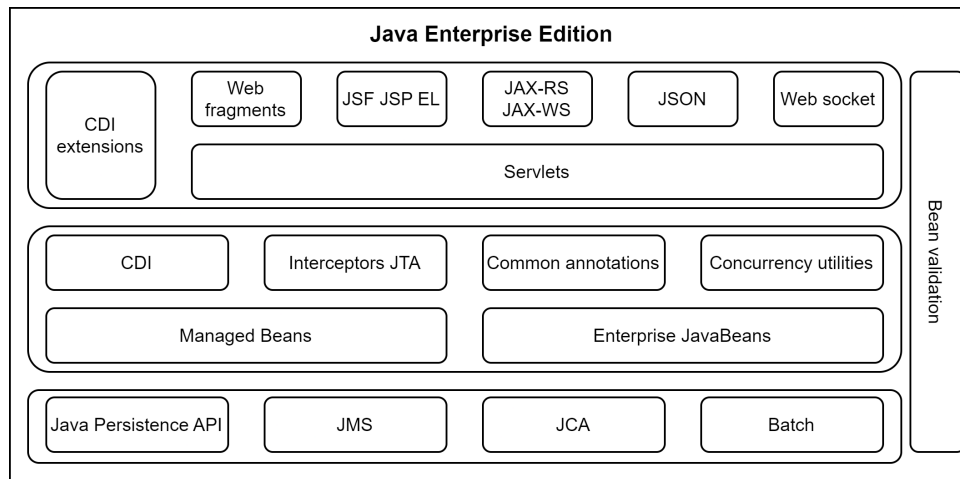 Java Enterprise Edition
CDI
extensions
Web
fragments
JSF JSP EL
JAX-RS
JAX-WS
JSON
Web socket
Servlets
Bean validation
CDI
Interceptors JTA
Common annotations
Concurrency utilities
Managed Beans
Enterprise JavaBeans
Java Persistence API
JMS
JCA
Batch